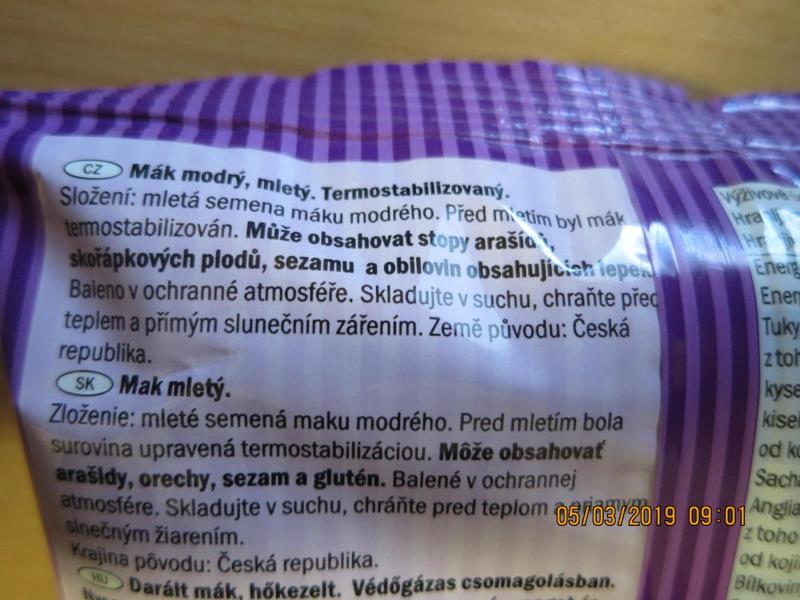 CZ Mák modrý, mletý. Termostabilizovaný.
Složení: mletá semena máku modrého. Před mletím byl mák
termostabilizován. Může obsahovat stopy arašídů,
skořápkových plodů, sezamu a obilovin obsahujících lepek.
Baleno v ochranné atmosféře. Skladujte v suchu, chraňte před
teplem a přímým slunečním zářením. Země původu: Česká
republika.
SK Mak mletý.
Zloženie: mleté semená maku modrého. Pred mletím bola
surovina upravená termostabilizáciou. Môže obsahovať
arašidy, orechy, sezam a glutén. Balené v ochrannej
atmosfére. Skladujte v suchu, chráňte pred teplom a priamym
slnečným žiarením.
Krajina pôvodu: Česká republika.
HU Darált mák, hőkezelt. Védőgázas csomagolásban.
Výživové
Tuky
z toh
kyse
kisel
od
Sach
Anglia
z toho
od koji
Bílkovin
05/03/2019 09:01